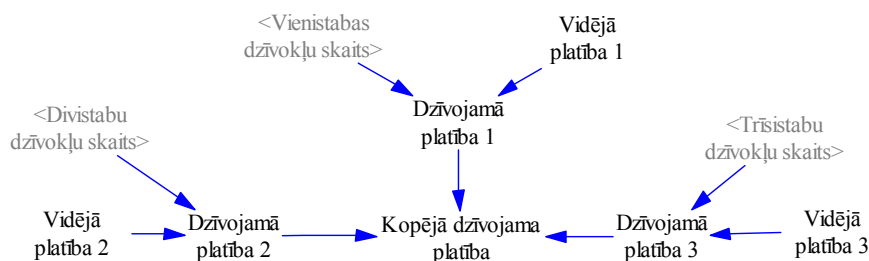 <Vienistabas
dzīvokļu skaits>
Vidējā
platība 1
Dzīvojamā
platība 1
<Divistabu
dzīvokļu skaits>
<Trīsistabu
dzīvokļu skaits>
Vidējā
platība 2
Dzīvojamā
platība 2
Kopējā dzīvojama
platība
Dzīvojamā
platība 3
Vidējā
platība 3